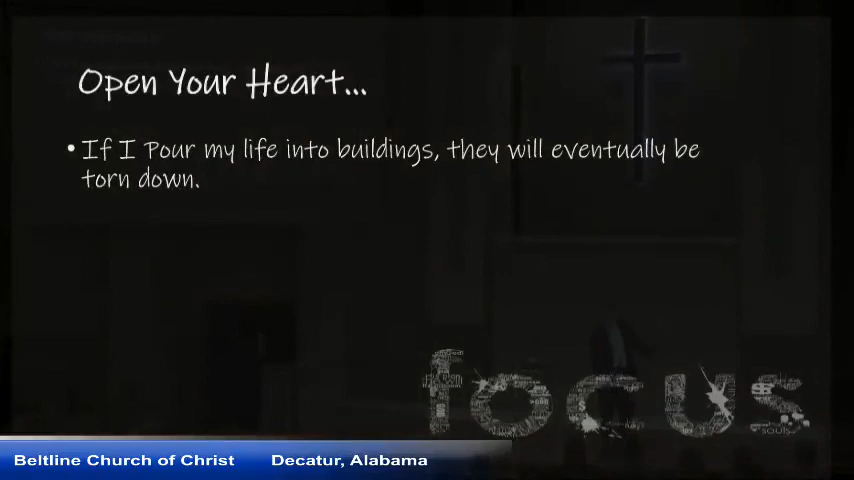 Open Your Heart...
• If I Pour my life into buildings, they will eventually be
torn down.
focus
Beltline Church of Christ Decatur, Alabama